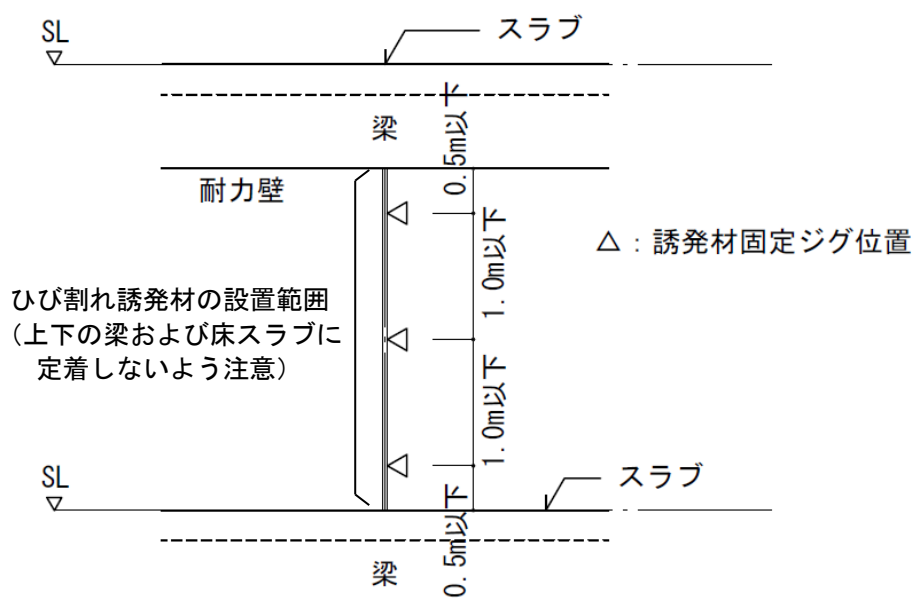 SL
スラブ
梁
0.5m以下
耐力壁
1.0m以下
△：誘発材固定ジグ位置
ひび割れ誘発材の設置範囲
（上下の梁および床スラブに
定着しないよう注意）
1.0m以下
SL
スラブ
0.5m以下
梁